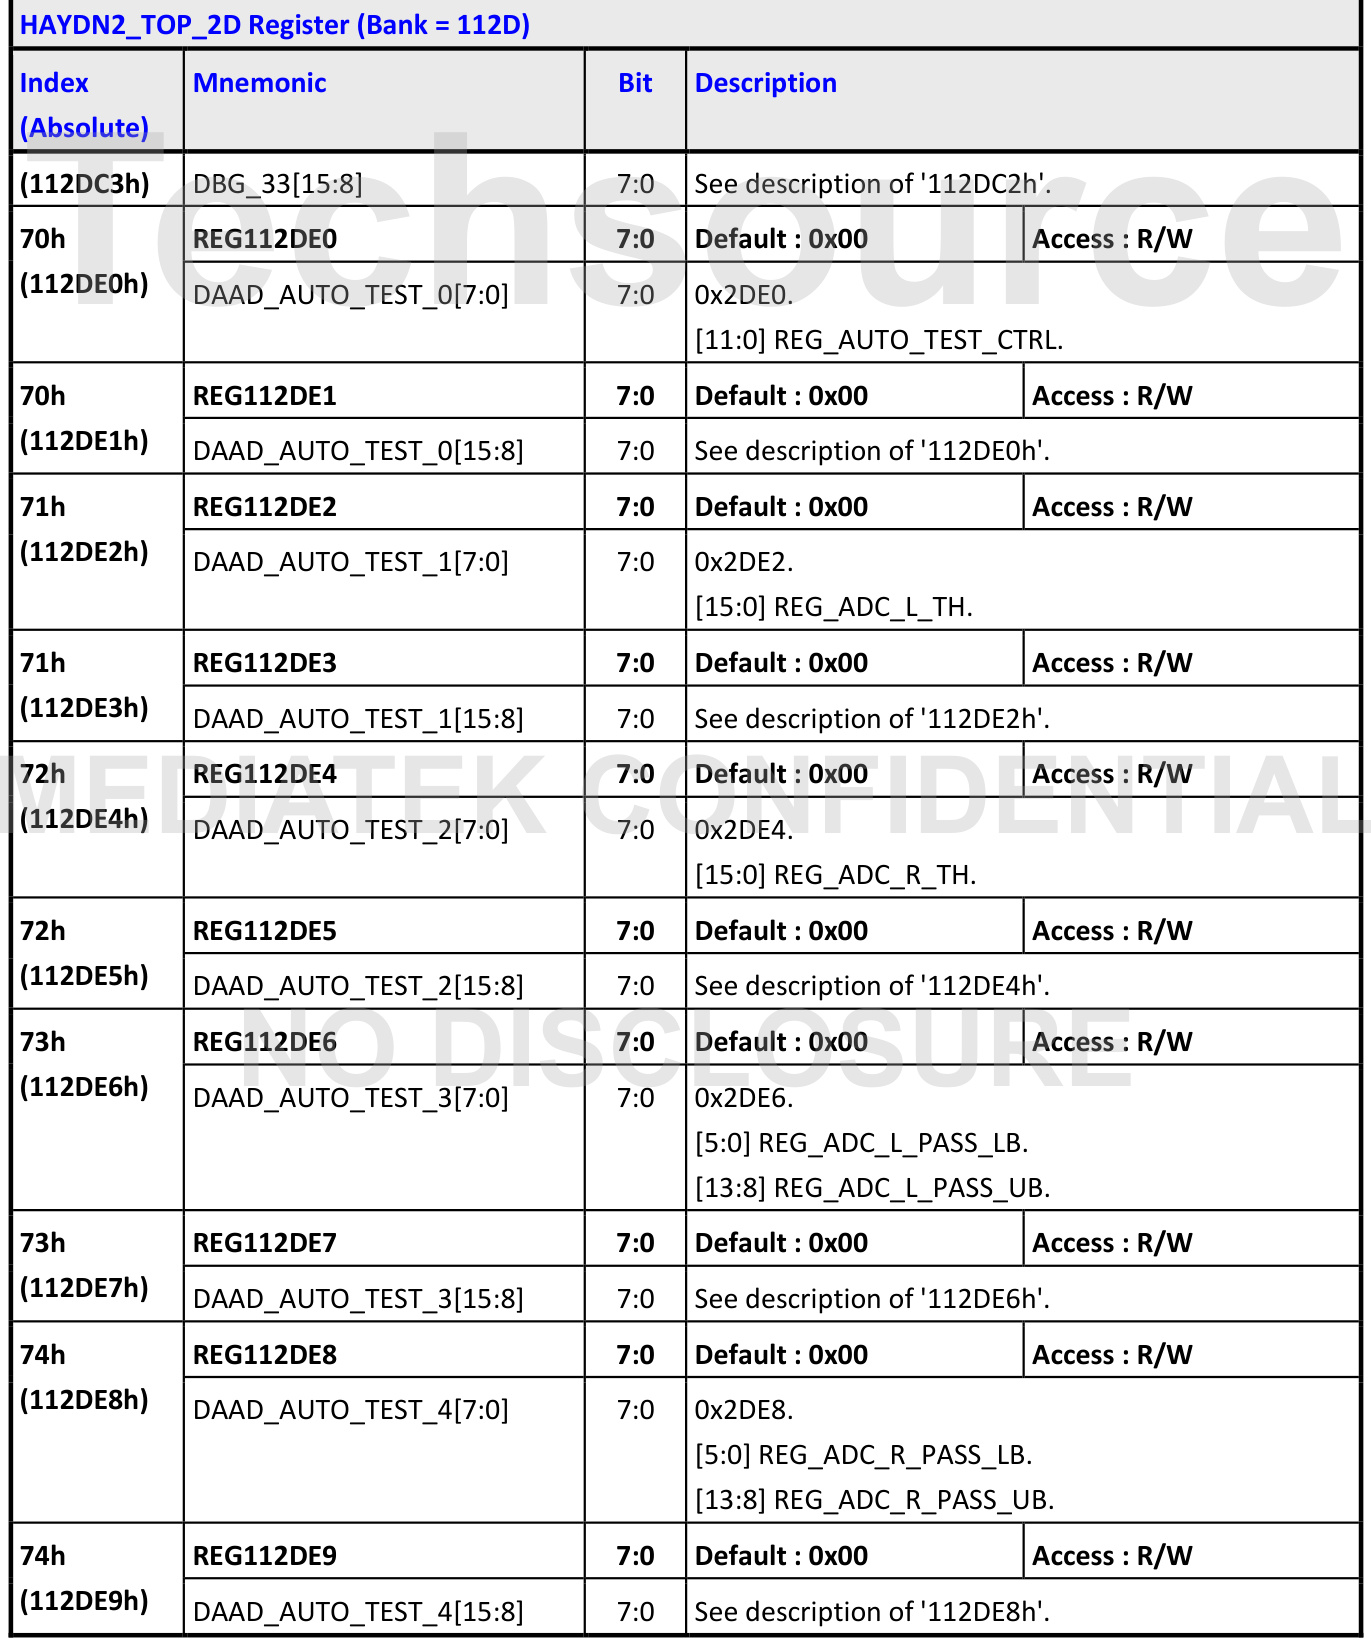 HAYDN2_TOP_2D Register (Bank = 112D)
Index (Absolute) Mnemonic Bit Description
(112DC3h) DBG_33[15:8] 7:0 See description of '112DC2h'.
70h REG112DE0 7:0 Default : 0x00 Access : R/W
(112DE0h) DAAD_AUTO_TEST_0[7:0] 7:0 0x2DE0.
[11:0] REG_AUTO_TEST_CTRL.
70h REG112DE1 7:0 Default : 0x00 Access : R/W
(112DE1h) DAAD_AUTO_TEST_0[15:8] 7:0 See description of '112DE0h'.
71h REG112DE2 7:0 Default : 0x00 Access : R/W
(112DE2h) DAAD_AUTO_TEST_1[7:0] 7:0 0x2DE2.
[15:0] REG_ADC_L_TH.
71h REG112DE3 7:0 Default : 0x00 Access : R/W
(112DE3h) DAAD_AUTO_TEST_1[15:8] 7:0 See description of '112DE2h'.
72h REG112DE4 7:0 Default : 0x00 Access : R/W
(112DE4h) DAAD_AUTO_TEST_2[7:0] 7:0 0x2DE4.
[15:0] REG_ADC_R_TH.
72h REG112DE5 7:0 Default : 0x00 Access : R/W
(112DE5h) DAAD_AUTO_TEST_2[15:8] 7:0 See description of '112DE4h'.
73h REG112DE6 7:0 Default : 0x00 Access : R/W
(112DE6h) DAAD_AUTO_TEST_3[7:0] 7:0 0x2DE6.
[5:0] REG_ADC_L_PASS_LB.
[13:8] REG_ADC_L_PASS_UB.
73h REG112DE7 7:0 Default : 0x00 Access : R/W
(112DE7h) DAAD_AUTO_TEST_3[15:8] 7:0 See description of '112DE6h'.
74h REG112DE8 7:0 Default : 0x00 Access : R/W
(112DE8h) DAAD_AUTO_TEST_4[7:0] 7:0 0x2DE8.
[5:0] REG_ADC_R_PASS_LB.
[13:8] REG_ADC_R_PASS_UB.
74h REG112DE9 7:0 Default : 0x00 Access : R/W
(112DE9h) DAAD_AUTO_TEST_4[15:8] 7:0 See description of '112DE8h'.
Techsource
MEDIATEK CONFIDENTIAL
NO DISCLOSURE